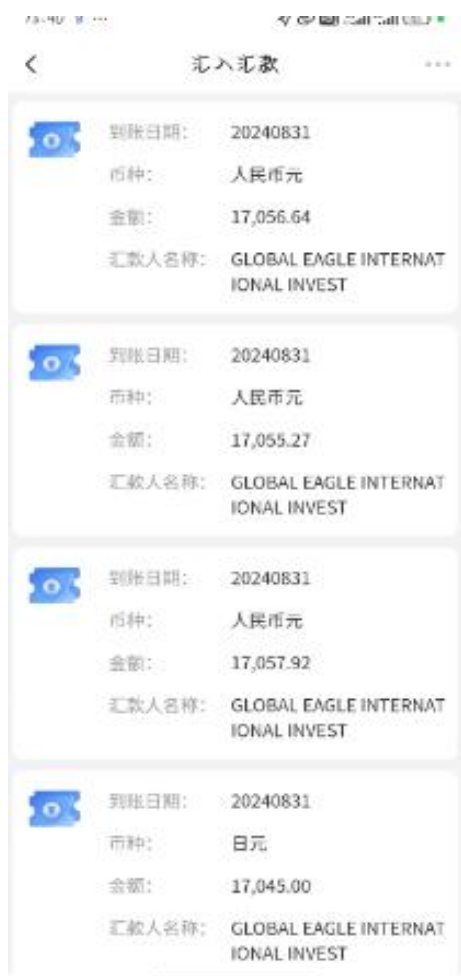 汇入汇款
到账日期: 20240831
币种: 人民币元
金额: 17,056.64
汇款人名称: GLOBAL EAGLE INTERNAT
IONAL INVEST
到账日期: 20240831
币种: 人民币元
金额: 17,055.27
汇款人名称: GLOBAL EAGLE INTERNAT
IONAL INVEST
到账日期: 20240831
币种: 人民币元
金额: 17,057.92
汇款人名称: GLOBAL EAGLE INTERNAT
IONAL INVEST
到账日期: 20240831
币种: 日元
金额: 17,045.00
汇款人名称: GLOBAL EAGLE INTERNAT
IONAL INVEST